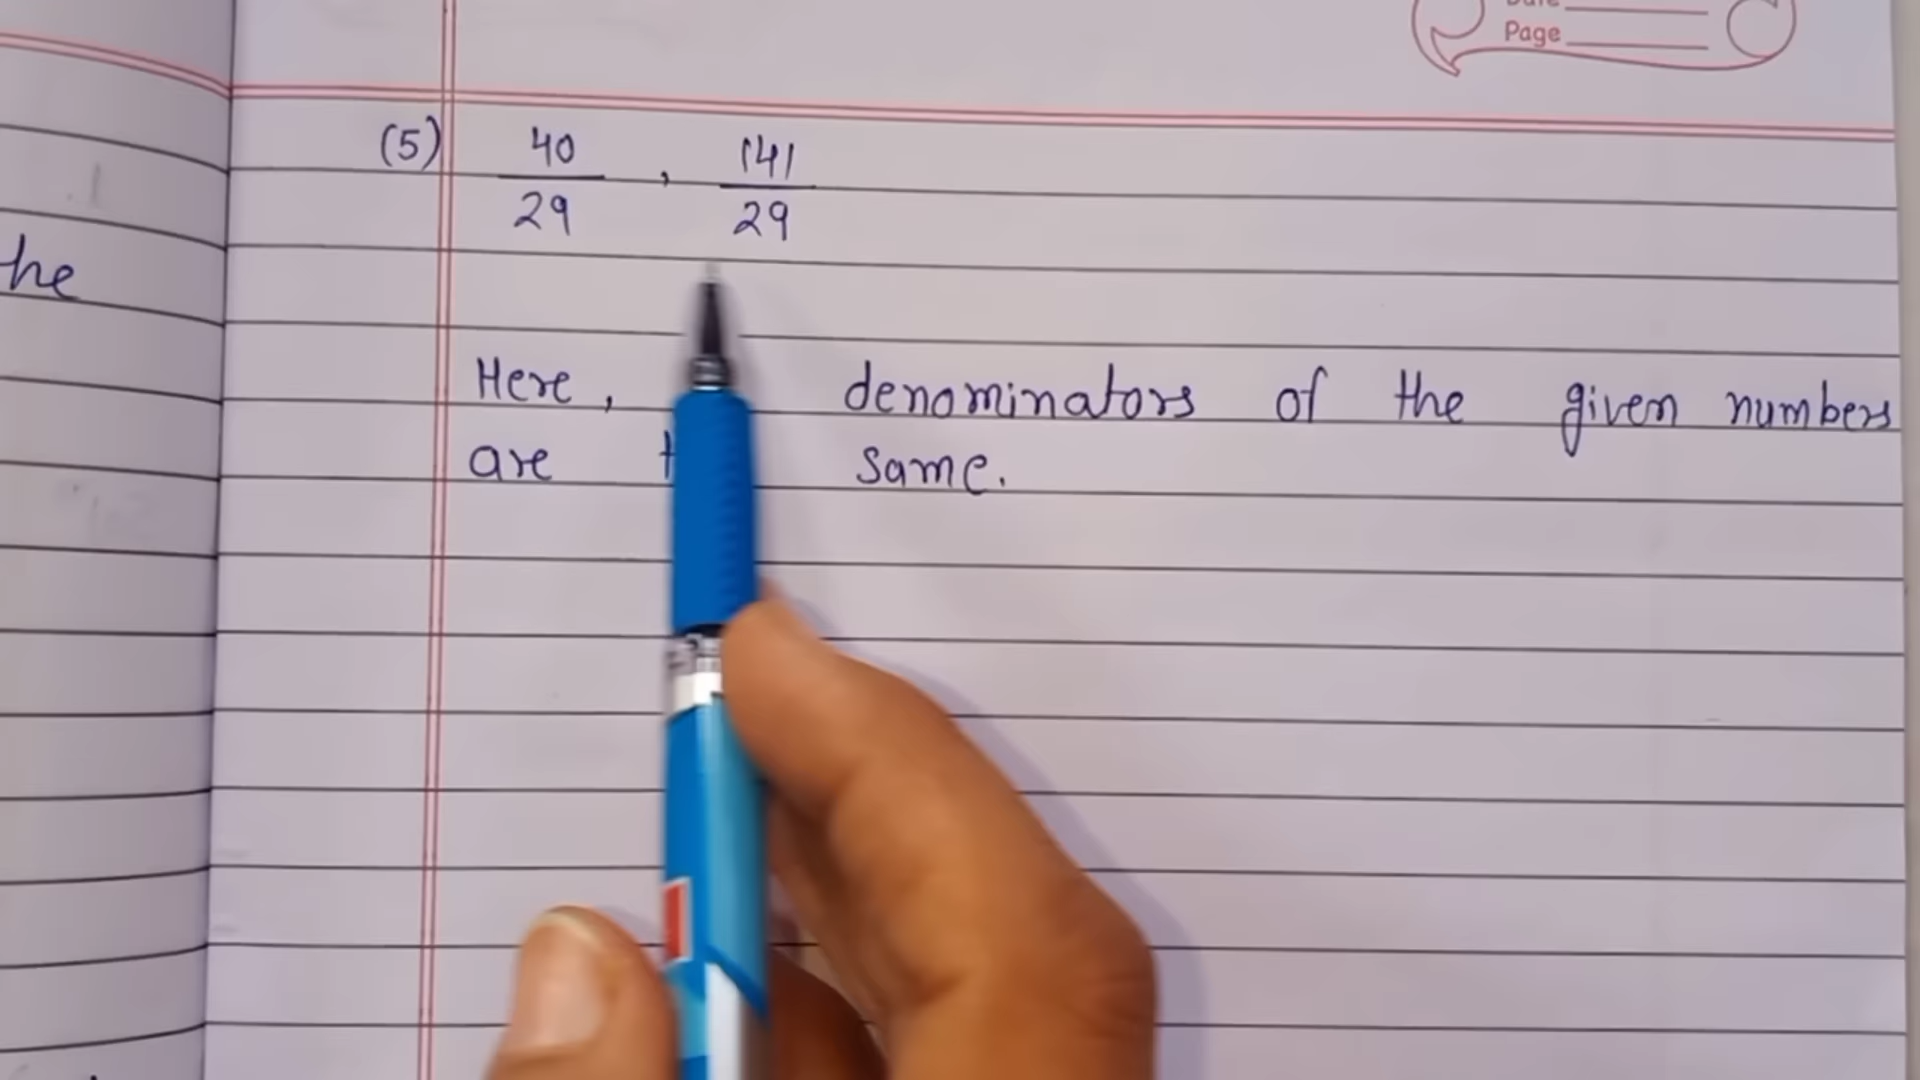 Page
(5) 40/29 , 141/29
he
Here, denominators of the given numbers
are same.